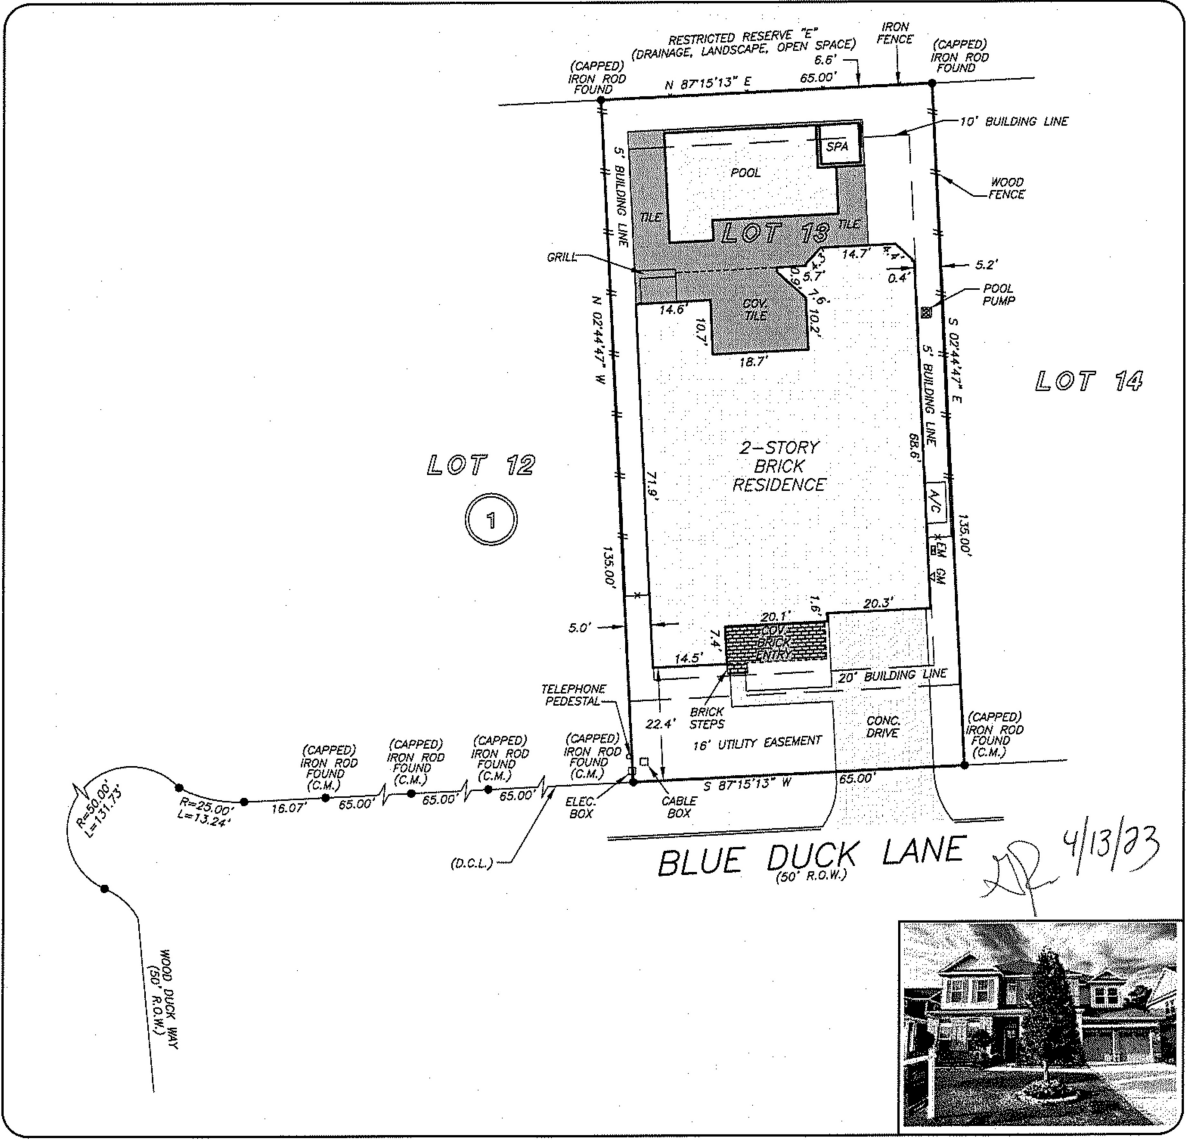 RESTRICTED RESERVE "E"
(DRAINAGE, LANDSCAPE, OPEN SPACE)
IRON
FENCE
(CAPPED)
IRON ROD
FOUND
(CAPPED)
IRON ROD
FOUND
6.6'
N 87'15'13" E
65.00'
10' BUILDING LINE
SPA
POOL
WOOD
FENCE
5' BUILDING LINE
TILE
LOT 13
TILE
GRILL
4.3'
14.7'
4.4'
5.7'
0.9'
7.6'
0.4'
5.2'
POOL
PUMP
14.6'
COV.
TILE
10.7'
10.2'
18.7'
N 02'44'47" W
S 02'44'47" E
5' BUILDING LINE
LOT 14
LOT 12
1
2-STORY
BRICK
RESIDENCE
68.6'
71.9'
A/C
135.00'
135.00'
EM
GM
5.0'
20.1'
1.6'
20.3'
COV.
BRICK
ENTRY
7.4'
14.5'
20' BUILDING LINE
TELEPHONE
PEDESTAL
BRICK
STEPS
22.4'
16' UTILITY EASEMENT
CONC.
DRIVE
(CAPPED)
IRON ROD
FOUND
(C.M.)
(CAPPED)
IRON ROD
FOUND
(C.M.)
(CAPPED)
IRON ROD
FOUND
(C.M.)
(CAPPED)
IRON ROD
FOUND
(C.M.)
(CAPPED)
IRON ROD
FOUND
(C.M.)
S 87'15'13" W
65.00'
R=50.00'
L=131.73'
R=25.00'
L=13.24'
16.07'
65.00'
65.00'
65.00'
ELEC.
BOX
CABLE
BOX
(D.C.L.)
BLUE DUCK LANE
(50' R.O.W.)
4/13/23
WOOD DUCK WAY
(50' R.O.W.)